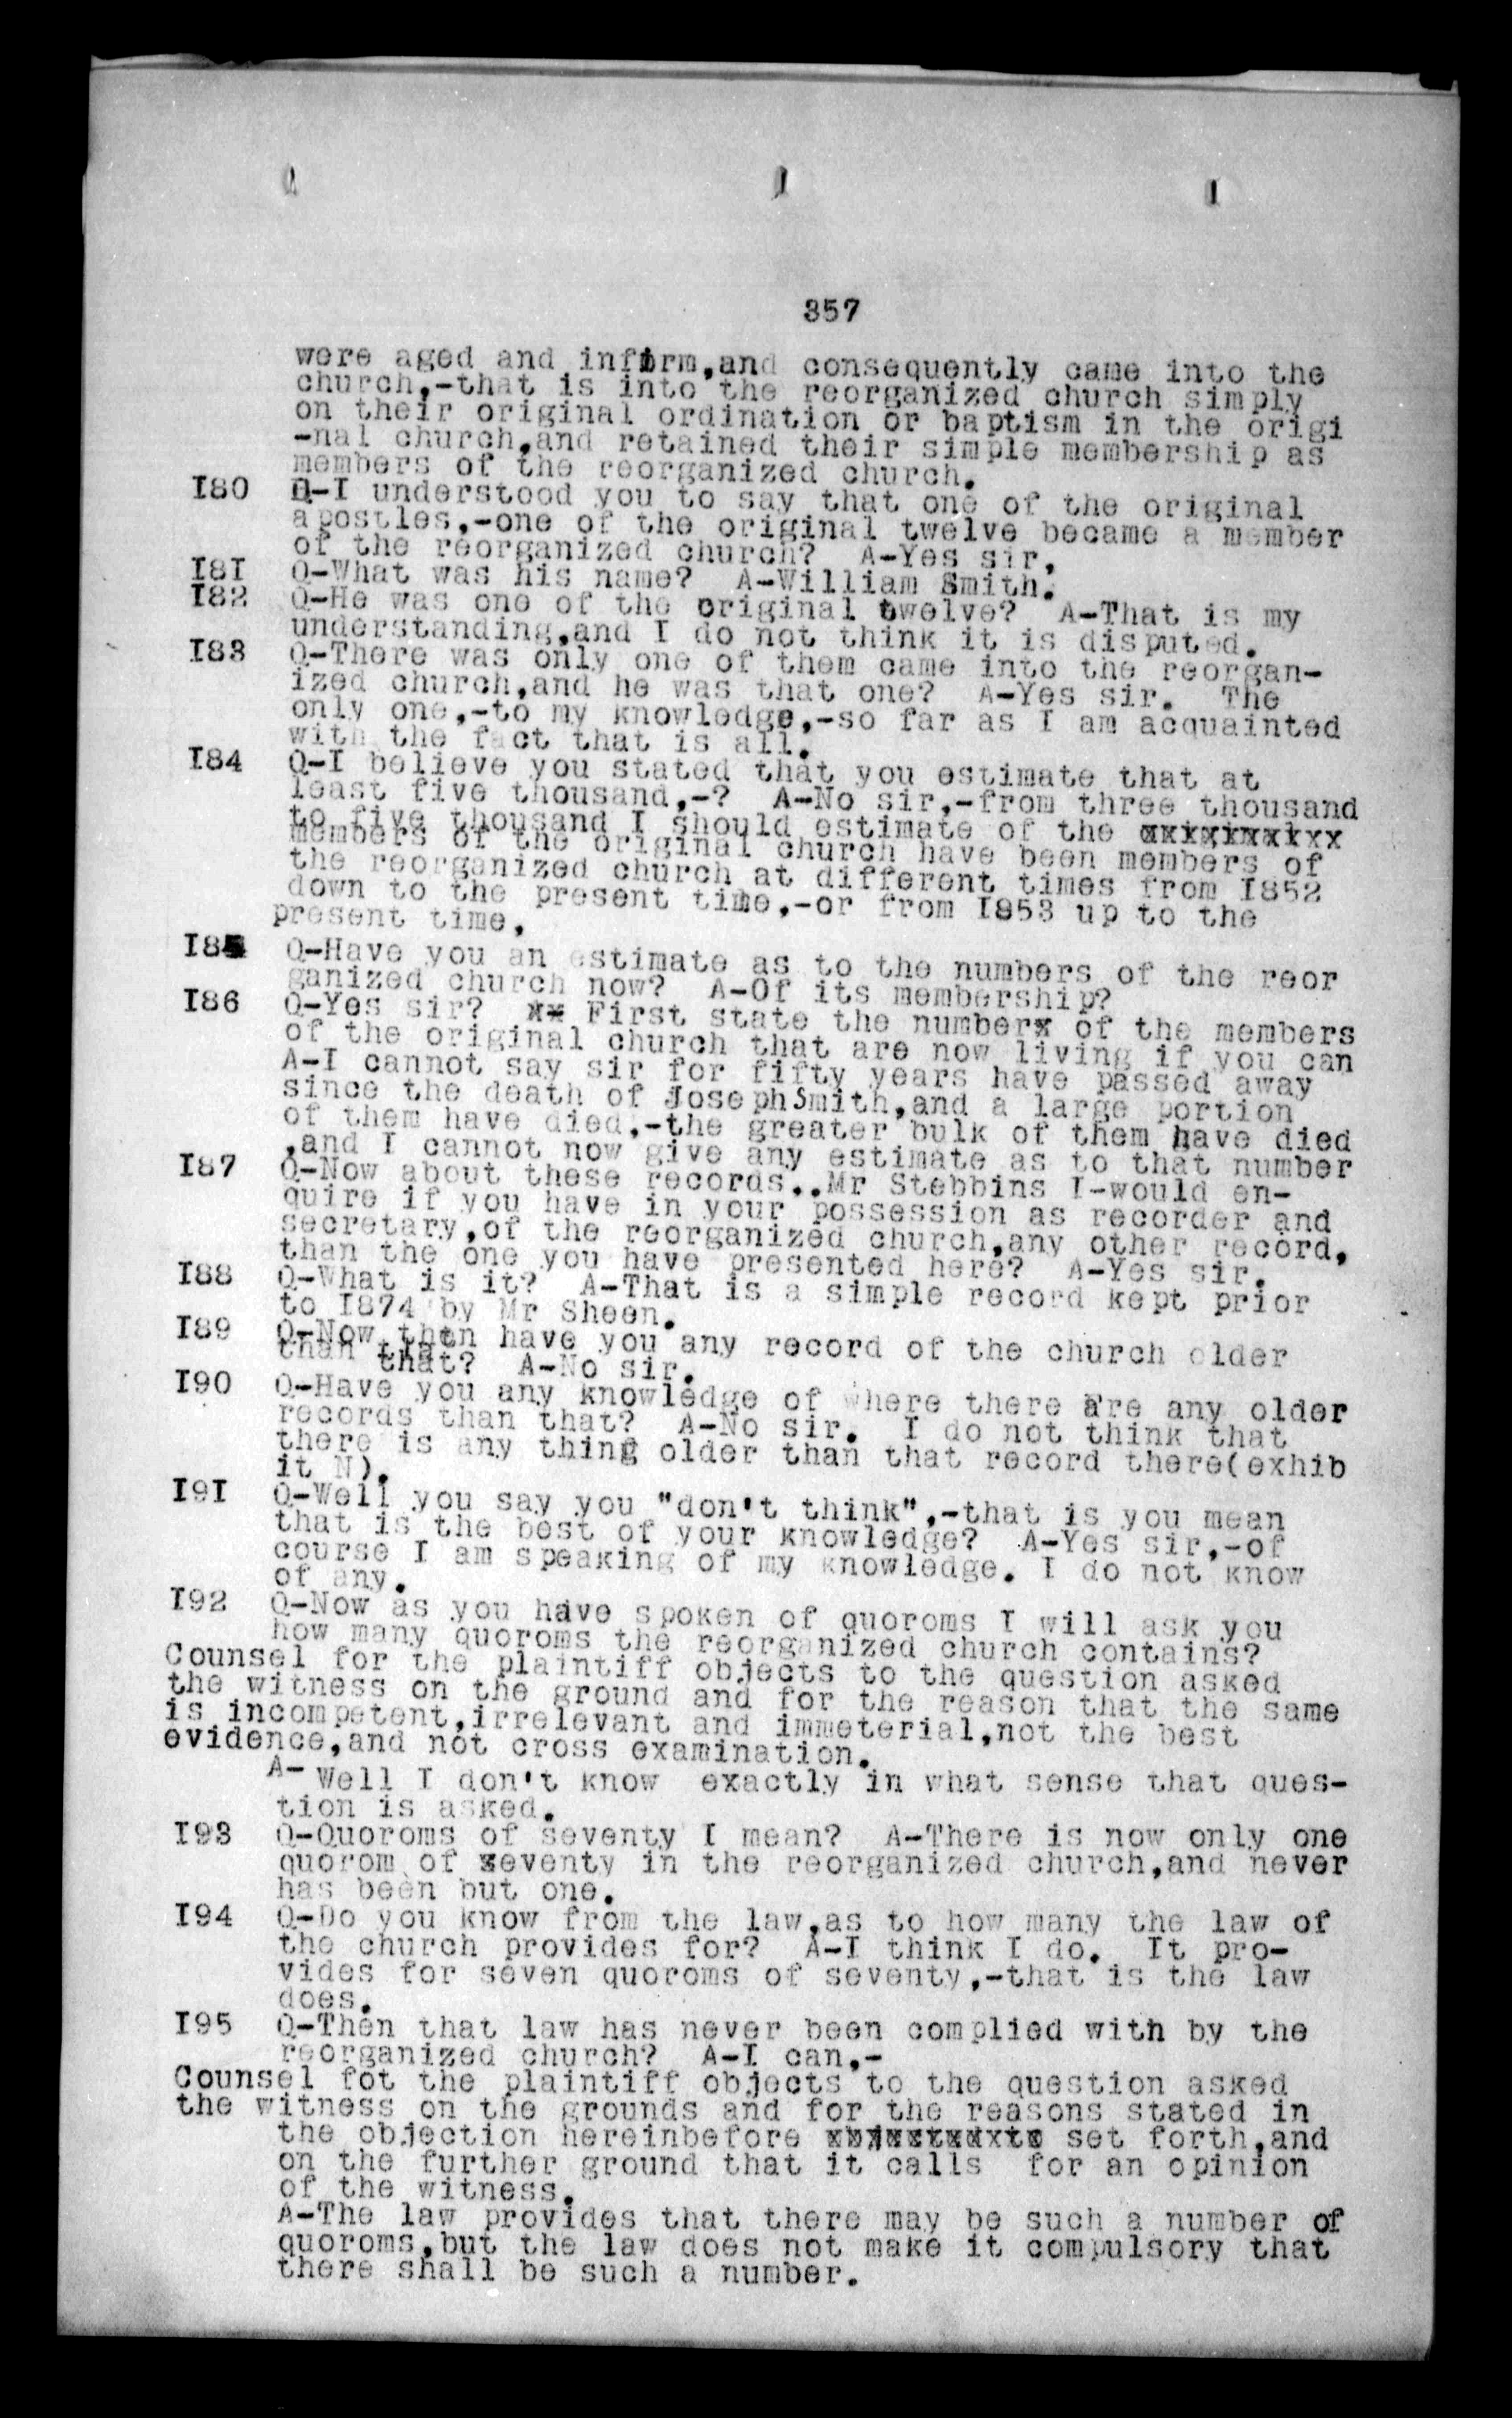 357
were aged and infirm,and consequently came into the
church,-that is into the reorganized church simply
on their original ordination or baptism in the origi
-nal church,and retained their simple membership as
members of the reorganized church.
I80 Q-I understood you to say that one of the original
apostles,-one of the original twelve became a member
of the reorganized church? A-Yes sir.
I8I Q-What was his name? A-William Smith.
I82 Q-He was one of the original twelve? A-That is my
understanding,and I do not think it is disputed.
I83 Q-There was only one of them came into the reorgan-
ized church,and he was that one? A-Yes sir. The
only one,-to my knowledge,-so far as I am acquainted
with the fact that is all.
I84 Q-I believe you stated that you estimate that at
least five thousand,-? A-No sir,-from three thousand
to five thousand I should estimate of the
members of the original church have been members of
the reorganized church at different times from I852
down to the present time,-or from I853 up to the
present time.
I85 Q-Have you an estimate as to the numbers of the reor
ganized church now? A-Of its membership?
I86 Q-Yes sir? xx First state the numberx of the members
of the original church that are now living if you can
A-I cannot say sir for fifty years have passed away
since the death of JosephSmith,and a large portion
of them have died,-the greater bulk of them have died
,and I cannot now give any estimate as to that number
I87 Q-Now about these records..Mr Stebbins I-would en-
quire if you have in your possession as recorder and
secretary,of the reorganized church,any other record,
than the one you have presented here? A-Yes sir.
I88 Q-What is it? A-That is a simple record kept prior
to I874 by Mr Sheen.
I89 Q-Now then have you any record of the church older
than that
that? A-No sir.
I90 Q-Have you any knowledge of where there are any older
records than that? A-No sir. I do not think that
there is any thing older than that record there(exhib
it N).
I9I Q-Well you say you "don't think",-that is you mean
that is the best of your knowledge? A-Yes sir,-of
course I am speaking of my knowledge. I do not know
of any.
I92 Q-Now as you have spoken of quoroms I will ask you
how many quoroms the reorganized church contains?
Counsel for the plaintiff objects to the question asked
the witness on the ground and for the reason that the same
is incompetent,irrelevant and immeterial,not the best
evidence,and not cross examination.
A- Well I don't know exactly in what sense that ques-
tion is asked.
I93 Q-Quoroms of seventy I mean? A-There is now only one
quorom of seventy in the reorganized church,and never
has been but one.
I94 Q-Do you know from the law,as to how many the law of
the church provides for? A-I think I do. It pro-
vides for seven quoroms of seventy,-that is the law
does.
I95 Q-Then that law has never been complied with by the
reorganized church? A-I can,-
Counsel fot the plaintiff objects to the question asked
the witness on the grounds and for the reasons stated in
the objection hereinbefore set forth,and
on the further ground that it calls for an opinion
of the witness.
A-The law provides that there may be such a number of
quoroms,but the law does not make it compulsory that
there shall be such a number.